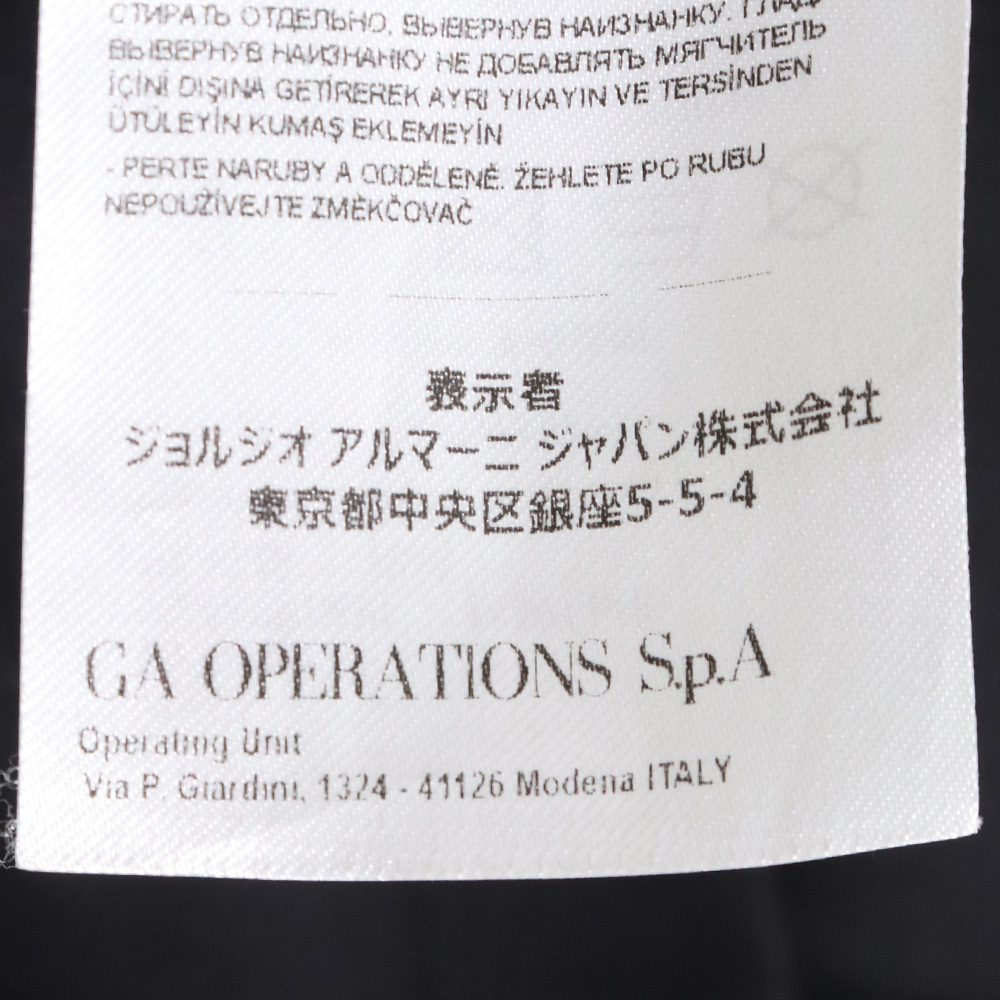 СТИРАТЬ ОТДЕЛЬНО, ВЫВЕРНУВ НАИЗНАНКУ.
ВЫВЕРНУВ НАИЗНАНКУ НЕ ДОБАВЛЯТЬ МЯГЧИТЕЛЬ
İÇİNİ DIŞINA GETİREREK AYRI YIKAYIN VE TERSİNDEN
ÜTÜLEYİN KUMAŞ EKLEMEYİN
- PERTE NARUBY A ODDĚLENĚ. ŽEHLETE PO RUBU
NEPOUŽÍVEJTE ZMĚKČOVAČ
表示者
ジョルジオ アルマーニ ジャパン株式会社
東京都中央区銀座5-5-4
GA OPERATIONS S.p.A
Operating Unit
Via P. Giardini, 1324 - 41126 Modena ITALY